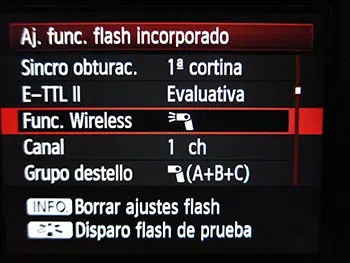 Aj. func. flash incorporado
Sincro obturac. 1ª cortina
E-TTL II Evaluativa
Func. Wireless
Canal 1 ch
Grupo destello (A+B+C)
INFO. Borrar ajustes flash
Disparo flash de prueba